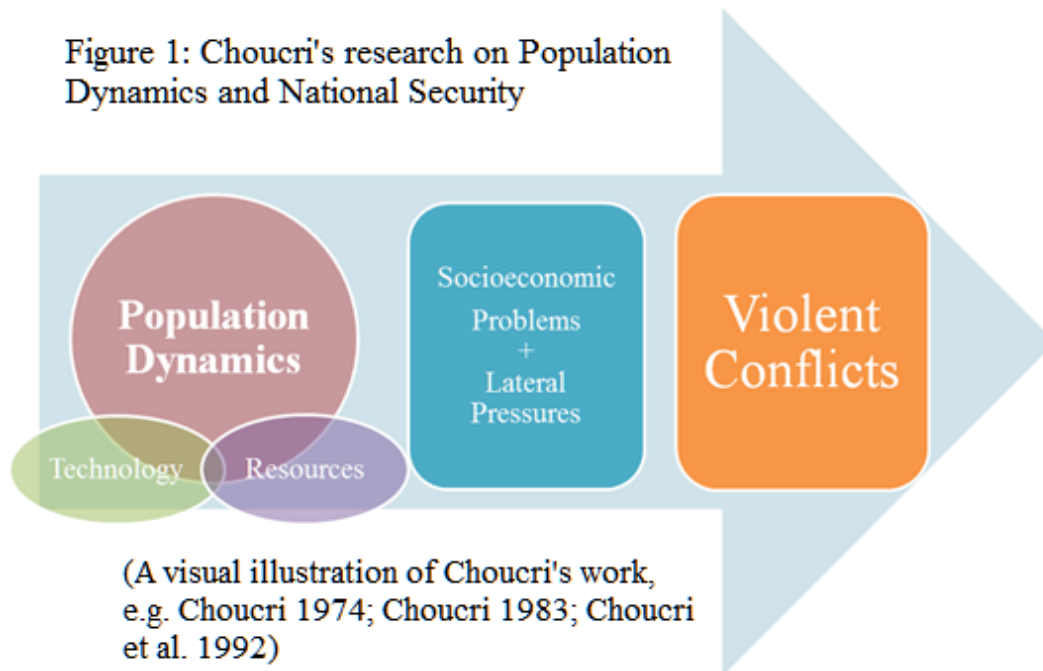 Figure 1: Choucri's research on Population
Dynamics and National Security
Population
Dynamics
Technology
Resources
Socioeconomic
Problems
+
Lateral
Pressures
Violent
Conflicts
(A visual illustration of Choucri's work,
e.g. Choucri 1974; Choucri 1983; Choucri
et al. 1992)